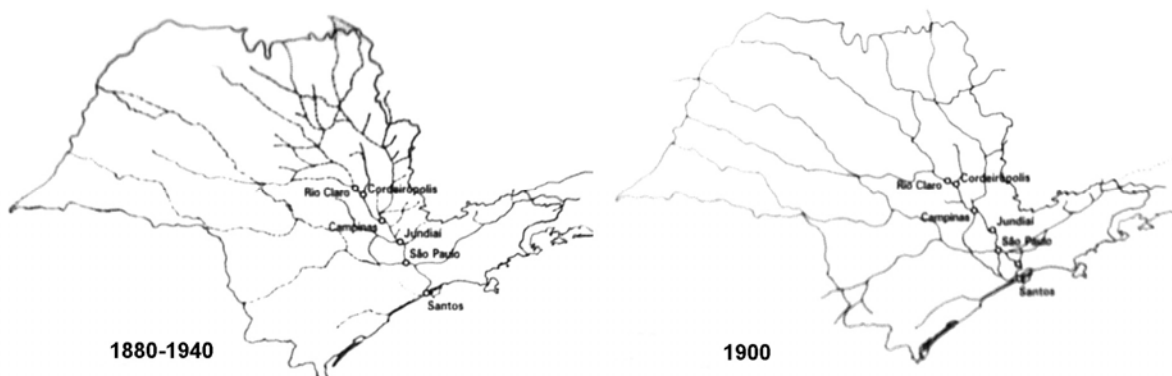 Rio Claro
Cordeirópolis
Campinas
Jundiaí
São Paulo
Santos
1880-1940
Rio Claro
Cordeirópolis
Campinas
Jundiaí
São Paulo
Santos
1900